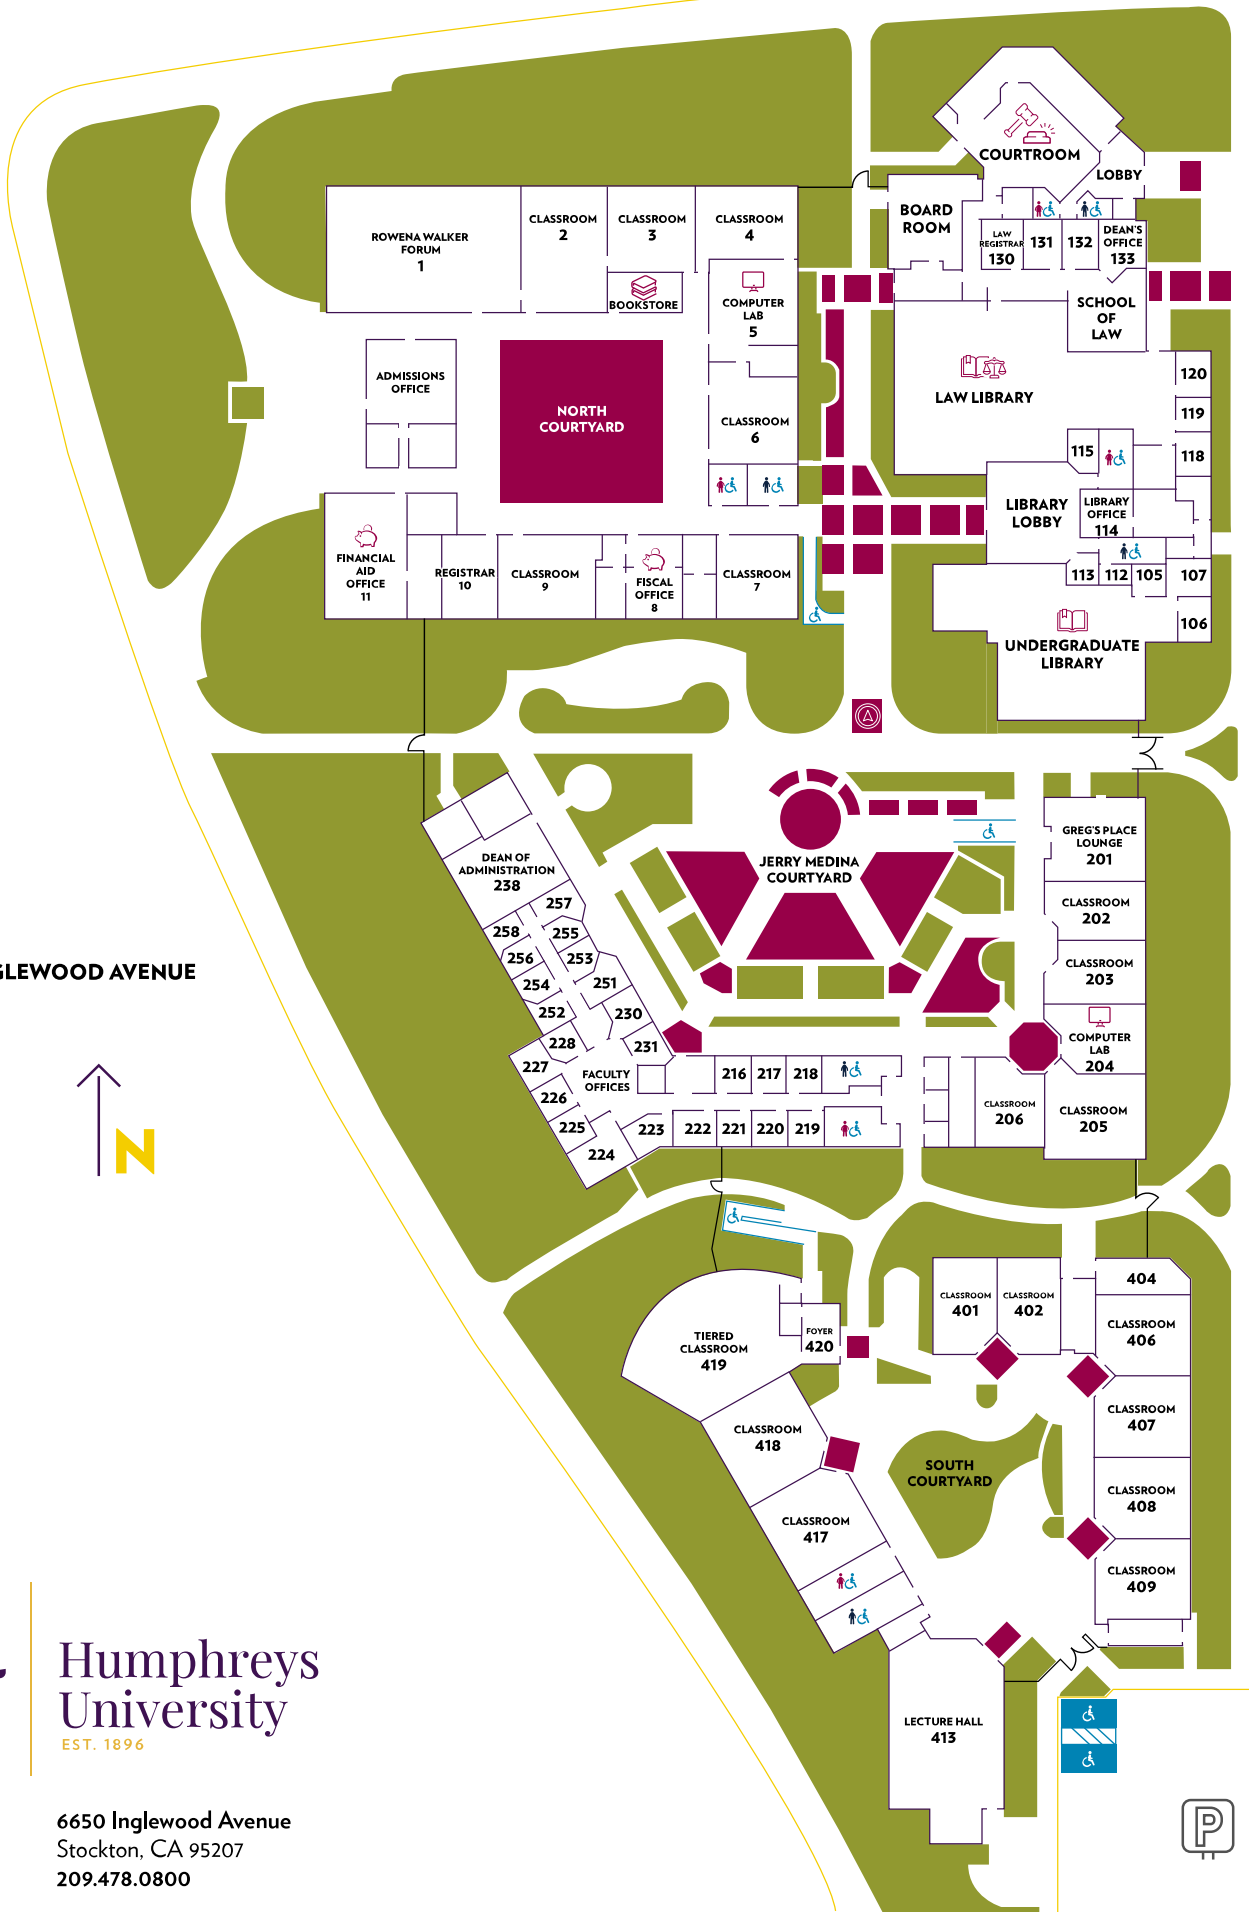 COURTROOM
LOBBY
BOARD
ROOM
LAW
REGISTRAR
130
131
132
DEAN'S
OFFICE
133
SCHOOL
OF
LAW
ROWENA WALKER
FORUM
1
CLASSROOM
2
CLASSROOM
3
CLASSROOM
4
BOOKSTORE
COMPUTER
LAB
5
ADMISSIONS
OFFICE
NORTH
COURTYARD
CLASSROOM
6
LAW LIBRARY
120
119
118
115
LIBRARY
LOBBY
LIBRARY
OFFICE
114
113
112
105
107
106
UNDERGRADUATE
LIBRARY
FINANCIAL
AID
OFFICE
11
REGISTRAR
10
CLASSROOM
9
FISCAL
OFFICE
8
CLASSROOM
7
JERRY MEDINA
COURTYARD
GREG'S PLACE
LOUNGE
201
CLASSROOM
202
CLASSROOM
203
COMPUTER
LAB
204
CLASSROOM
205
CLASSROOM
206
DEAN OF
ADMINISTRATION
238
257
258
255
256
253
254
251
252
230
228
231
227
FACULTY
OFFICES
226
225
224
223
222
221
220
219
216
217
218
GLEWOOD AVENUE
N
CLASSROOM
401
CLASSROOM
402
404
CLASSROOM
406
CLASSROOM
407
CLASSROOM
408
CLASSROOM
409
TIERED
CLASSROOM
419
FOYER
420
CLASSROOM
418
CLASSROOM
417
SOUTH
COURTYARD
LECTURE HALL
413
P
Humphreys
University
EST. 1896
6650 Inglewood Avenue
Stockton, CA 95207
209.478.0800